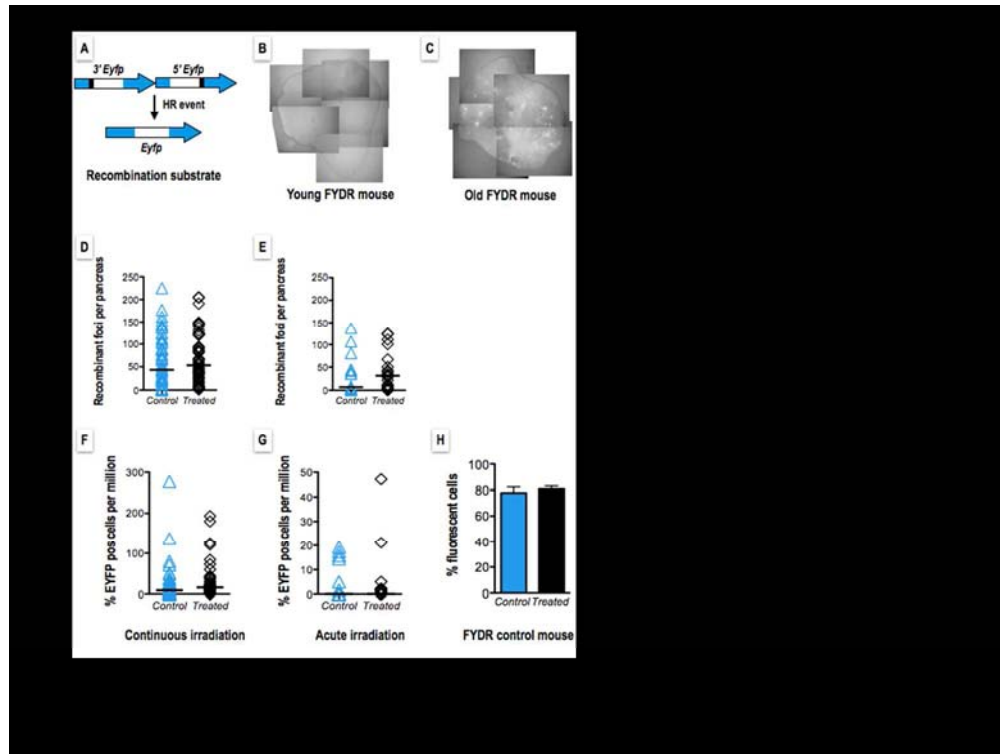 A
3' Eyfp 5' Eyfp
HR event
Eyfp
Recombination substrate
B
Young FYDR mouse
C
Old FYDR mouse
D
Recombinant foci per pancreas
250
200
150
100
50
0
Control Treated
E
Recombinant foci per pancreas
250
200
150
100
50
0
Control Treated
F
% EYFP pos cells per million
300
200
100
0
Control Treated
Continuous irradiation
G
% EYFP pos cells per million
50
40
30
20
10
0
Control Treated
Acute irradiation
H
% fluorescent cells
100
80
60
40
20
0
Control Treated
FYDR control mouse